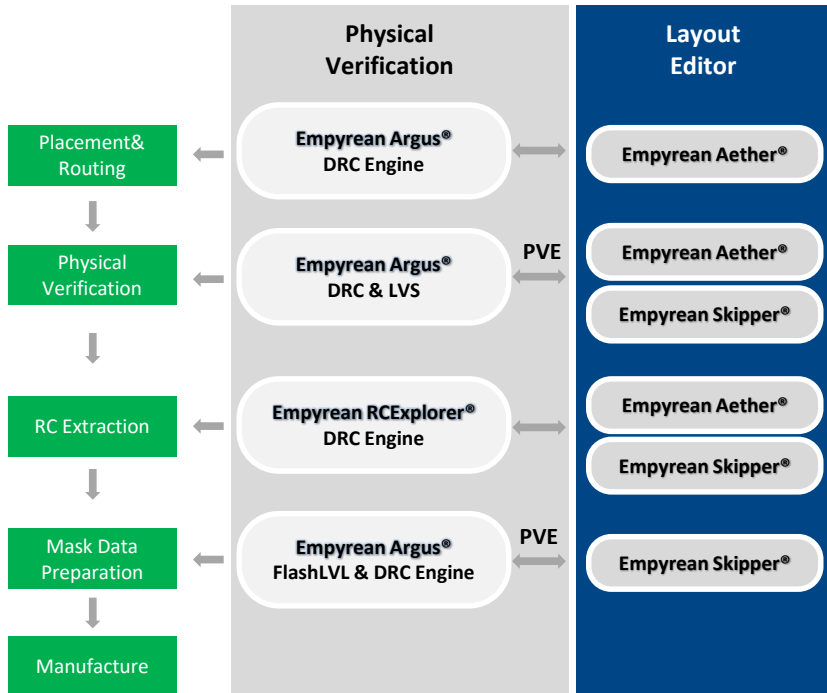 Physical
Verification
Layout
Editor
Placement&
Routing
Empyrean Argus®
DRC Engine
Empyrean Aether®
Physical
Verification
Empyrean Argus®
DRC & LVS
PVE
Empyrean Aether®
Empyrean Skipper®
RC Extraction
Empyrean RCExplorer®
DRC Engine
Empyrean Aether®
Empyrean Skipper®
Mask Data
Preparation
Empyrean Argus®
FlashLVL & DRC Engine
PVE
Empyrean Skipper®
Manufacture